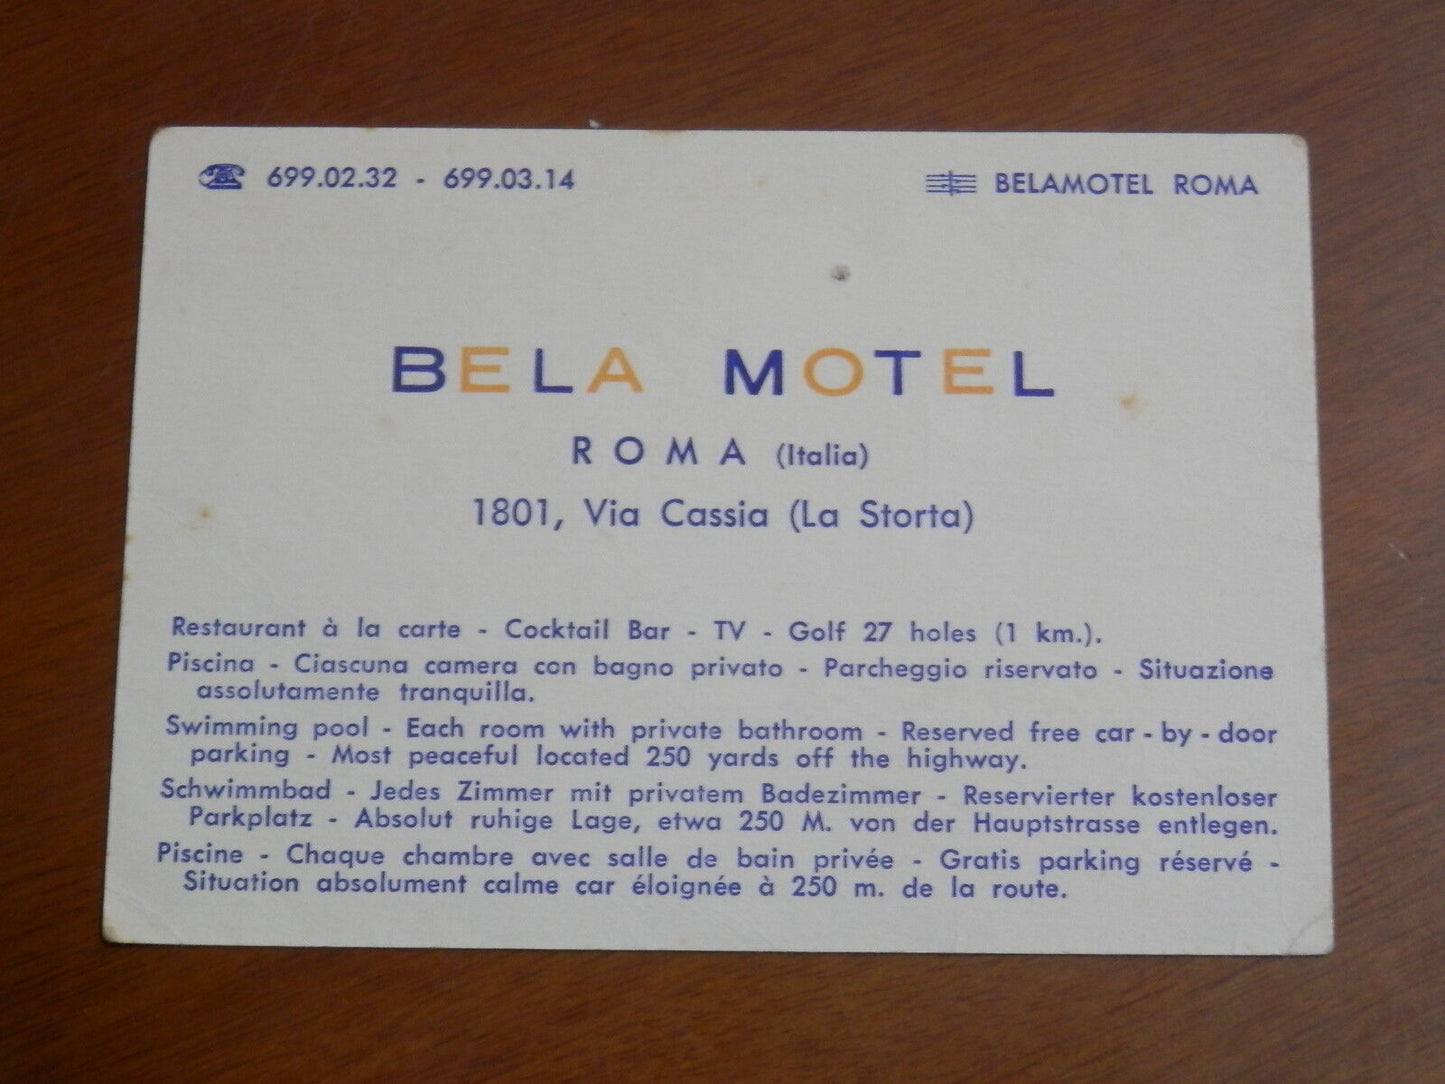 699.02.32 - 699.03.14
BELAMOTEL ROMA
BELA MOTEL
ROMA (Italia)
1801, Via Cassia (La Storta)
Restaurant à la carte - Cocktail Bar - TV - Golf 27 holes (1 km.).
Piscina - Ciascuna camera con bagno privato - Parcheggio riservato - Situazione
assolutamente tranquilla.
Swimming pool - Each room with private bathroom - Reserved free car - by - door
parking - Most peaceful located 250 yards off the highway.
Schwimmbad - Jedes Zimmer mit privatem Badezimmer - Reservierter kostenloser
Parkplatz - Absolut ruhige Lage, etwa 250 M. von der Hauptstrasse entlegen.
Piscine - Chaque chambre avec salle de bain privée - Gratis parking réservé -
Situation absolument calme car éloignée à 250 m. de la route.